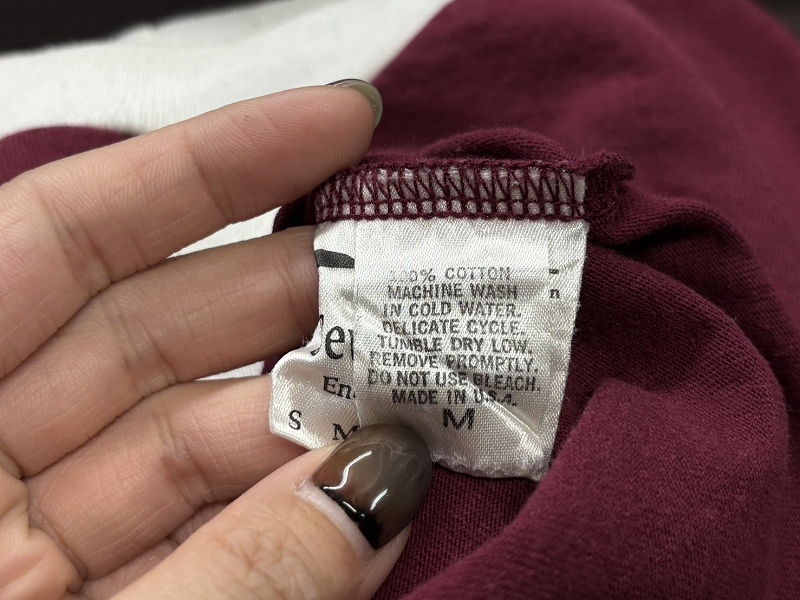 100% COTTON
MACHINE WASH
IN COLD WATER.
DELICATE CYCLE.
TUMBLE DRY LOW.
REMOVE PROMPTLY.
DO NOT USE BLEACH.
MADE IN U.S.A.
M
n
En
S M